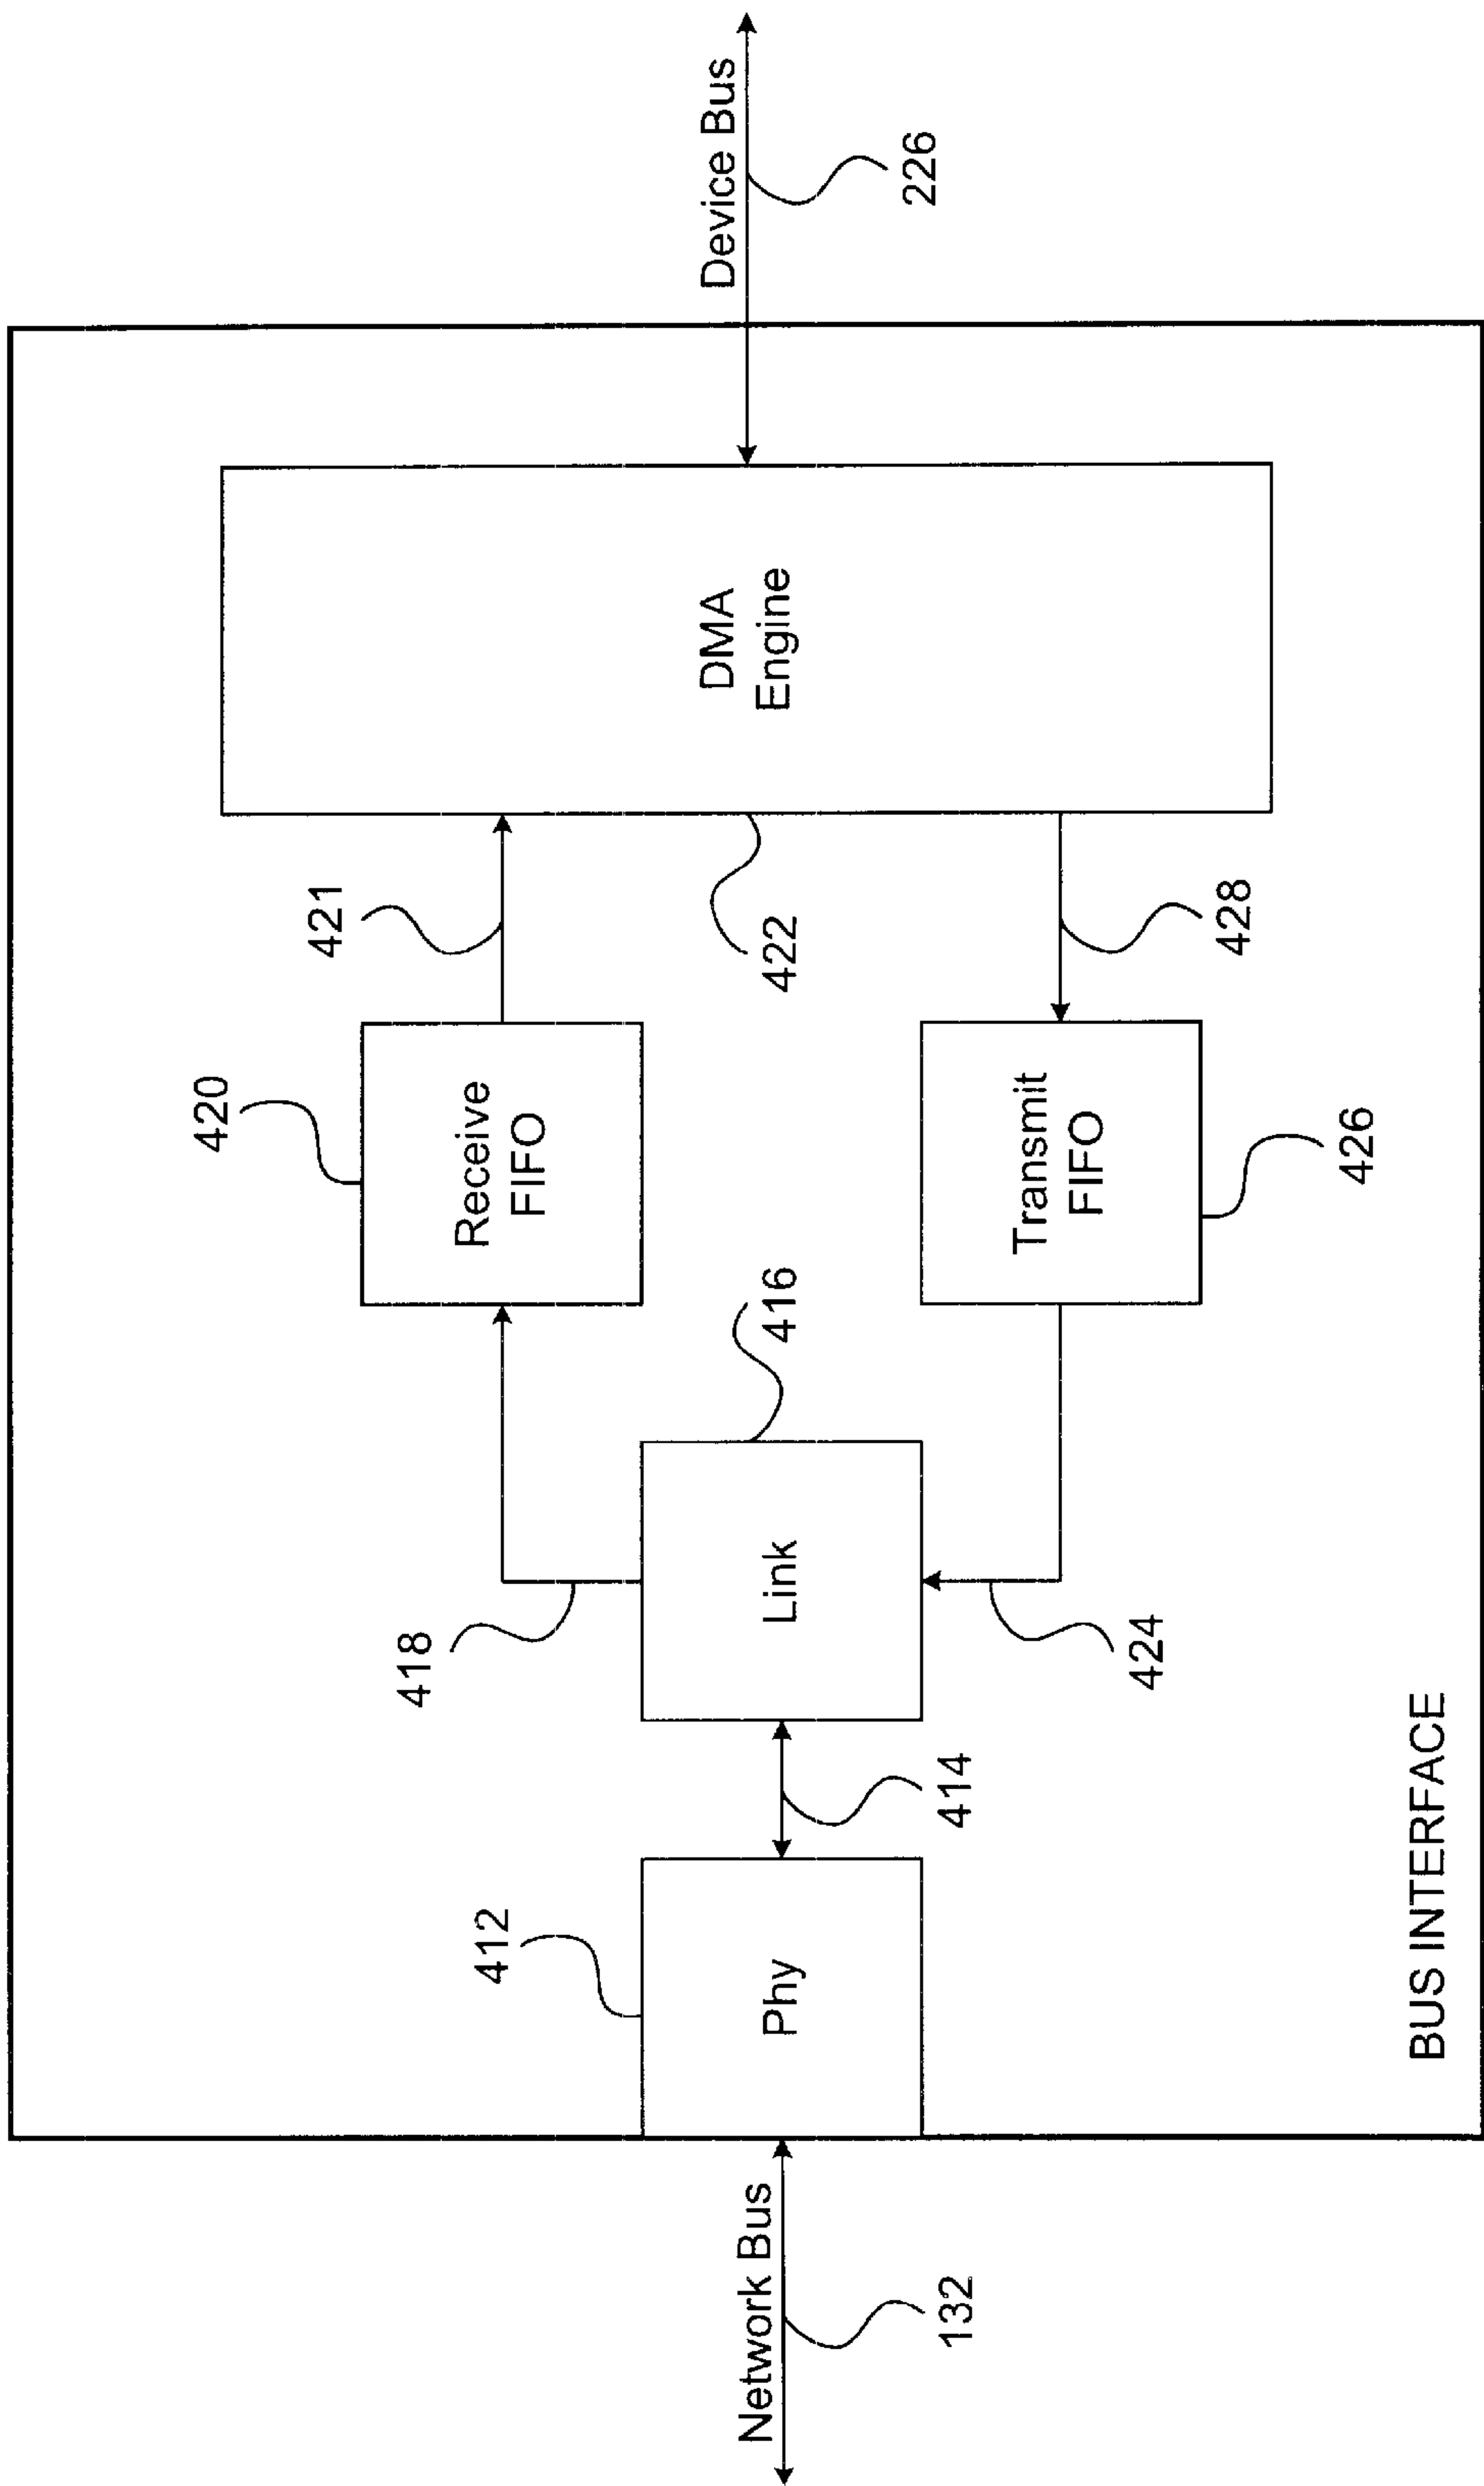 420
421
Receive
FIFO
418
412
Network Bus
132
Phy
414
Link
416
422
DMA
Engine
Device Bus
226
424
Transmit
FIFO
428
426
BUS INTERFACE